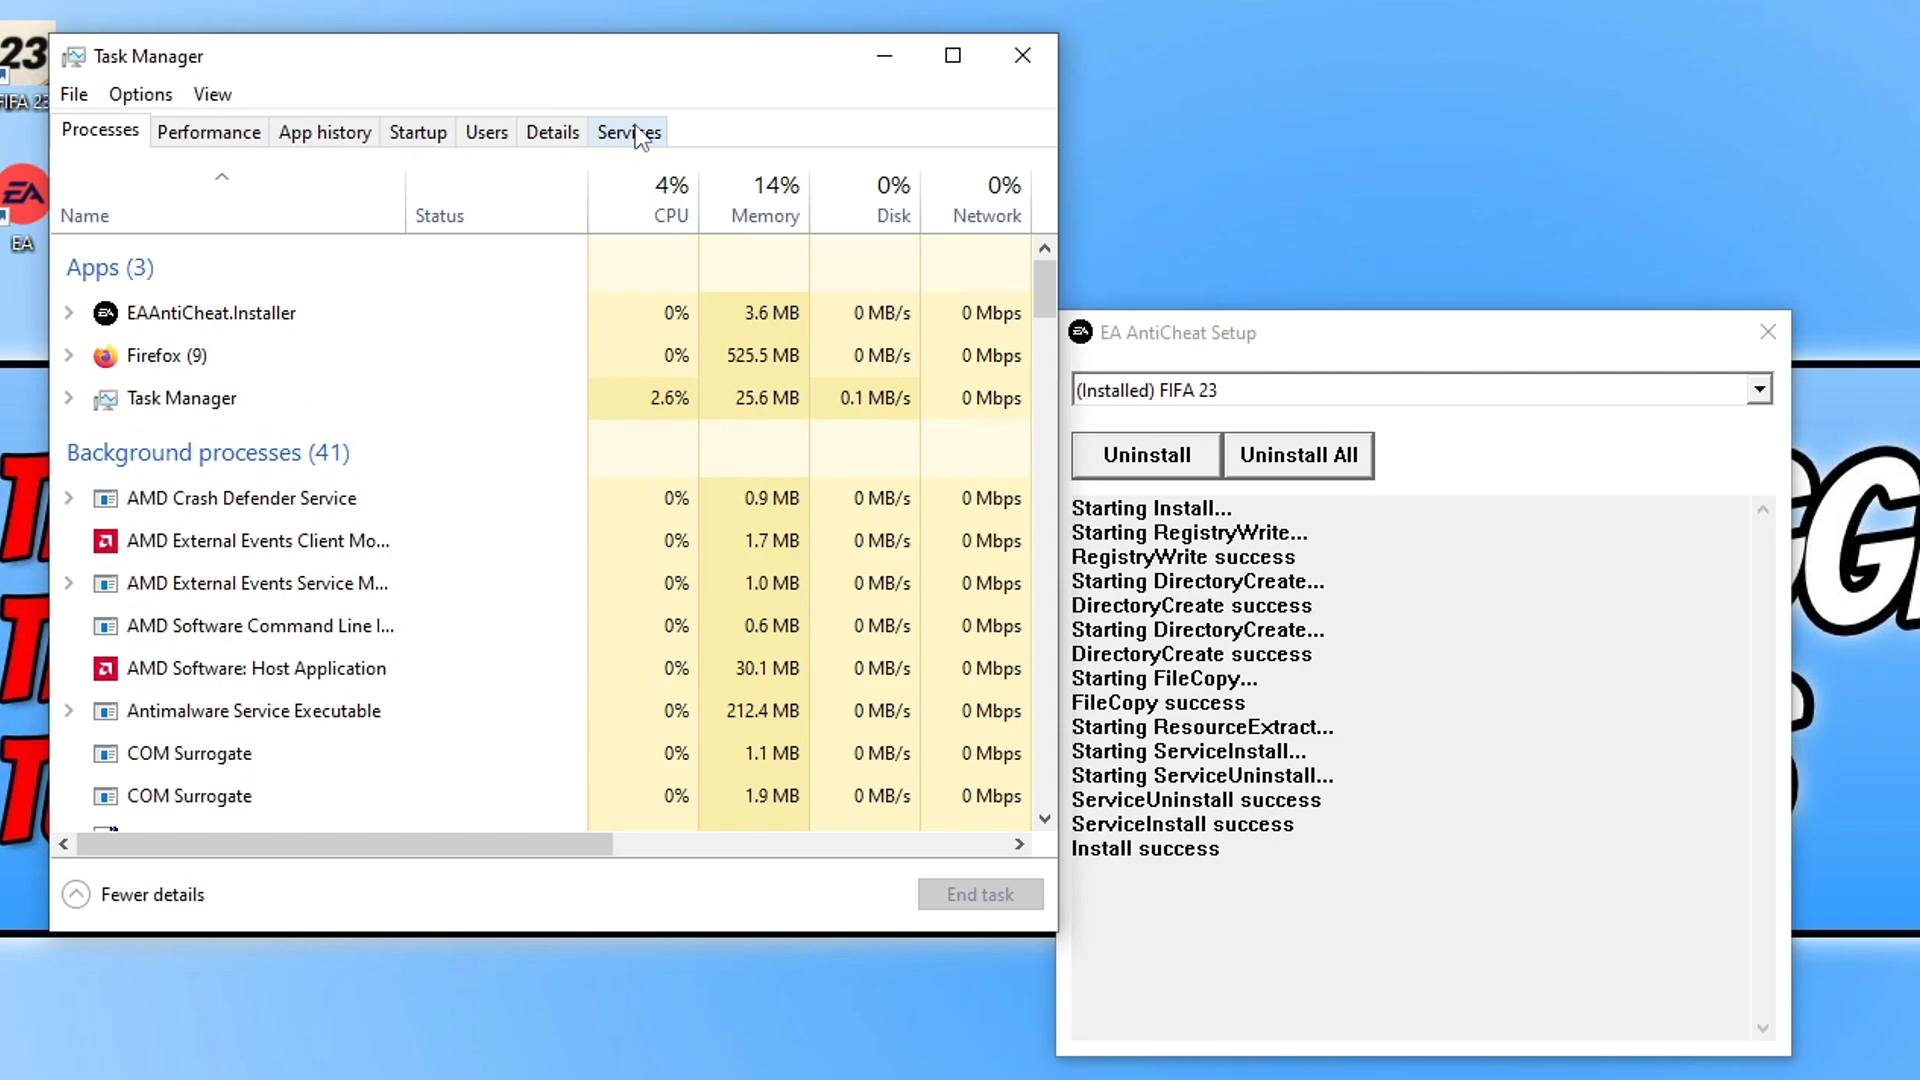 23
FIFA 23
EA
EA
Task Manager
File Options View
Processes Performance App history Startup Users Details Services
4% 14% 0% 0%
Name Status CPU Memory Disk Network
Apps (3)
EAAntiCheat.Installer 0% 3.6 MB 0 MB/s 0 Mbps
Firefox (9) 0% 525.5 MB 0 MB/s 0 Mbps
Task Manager 2.6% 25.6 MB 0.1 MB/s 0 Mbps
Background processes (41)
AMD Crash Defender Service 0% 0.9 MB 0 MB/s 0 Mbps
AMD External Events Client Mo... 0% 1.7 MB 0 MB/s 0 Mbps
AMD External Events Service M... 0% 1.0 MB 0 MB/s 0 Mbps
AMD Software Command Line I... 0% 0.6 MB 0 MB/s 0 Mbps
AMD Software: Host Application 0% 30.1 MB 0 MB/s 0 Mbps
Antimalware Service Executable 0% 212.4 MB 0 MB/s 0 Mbps
COM Surrogate 0% 1.1 MB 0 MB/s 0 Mbps
COM Surrogate 0% 1.9 MB 0 MB/s 0 Mbps
Fewer details End task
EA AntiCheat Setup
(Installed) FIFA 23
Uninstall Uninstall All
Starting Install...
Starting RegistryWrite...
RegistryWrite success
Starting DirectoryCreate...
DirectoryCreate success
Starting DirectoryCreate...
DirectoryCreate success
Starting FileCopy...
FileCopy success
Starting ResourceExtract...
Starting ServiceInstall...
Starting ServiceUninstall...
ServiceUninstall success
ServiceInstall success
Install success